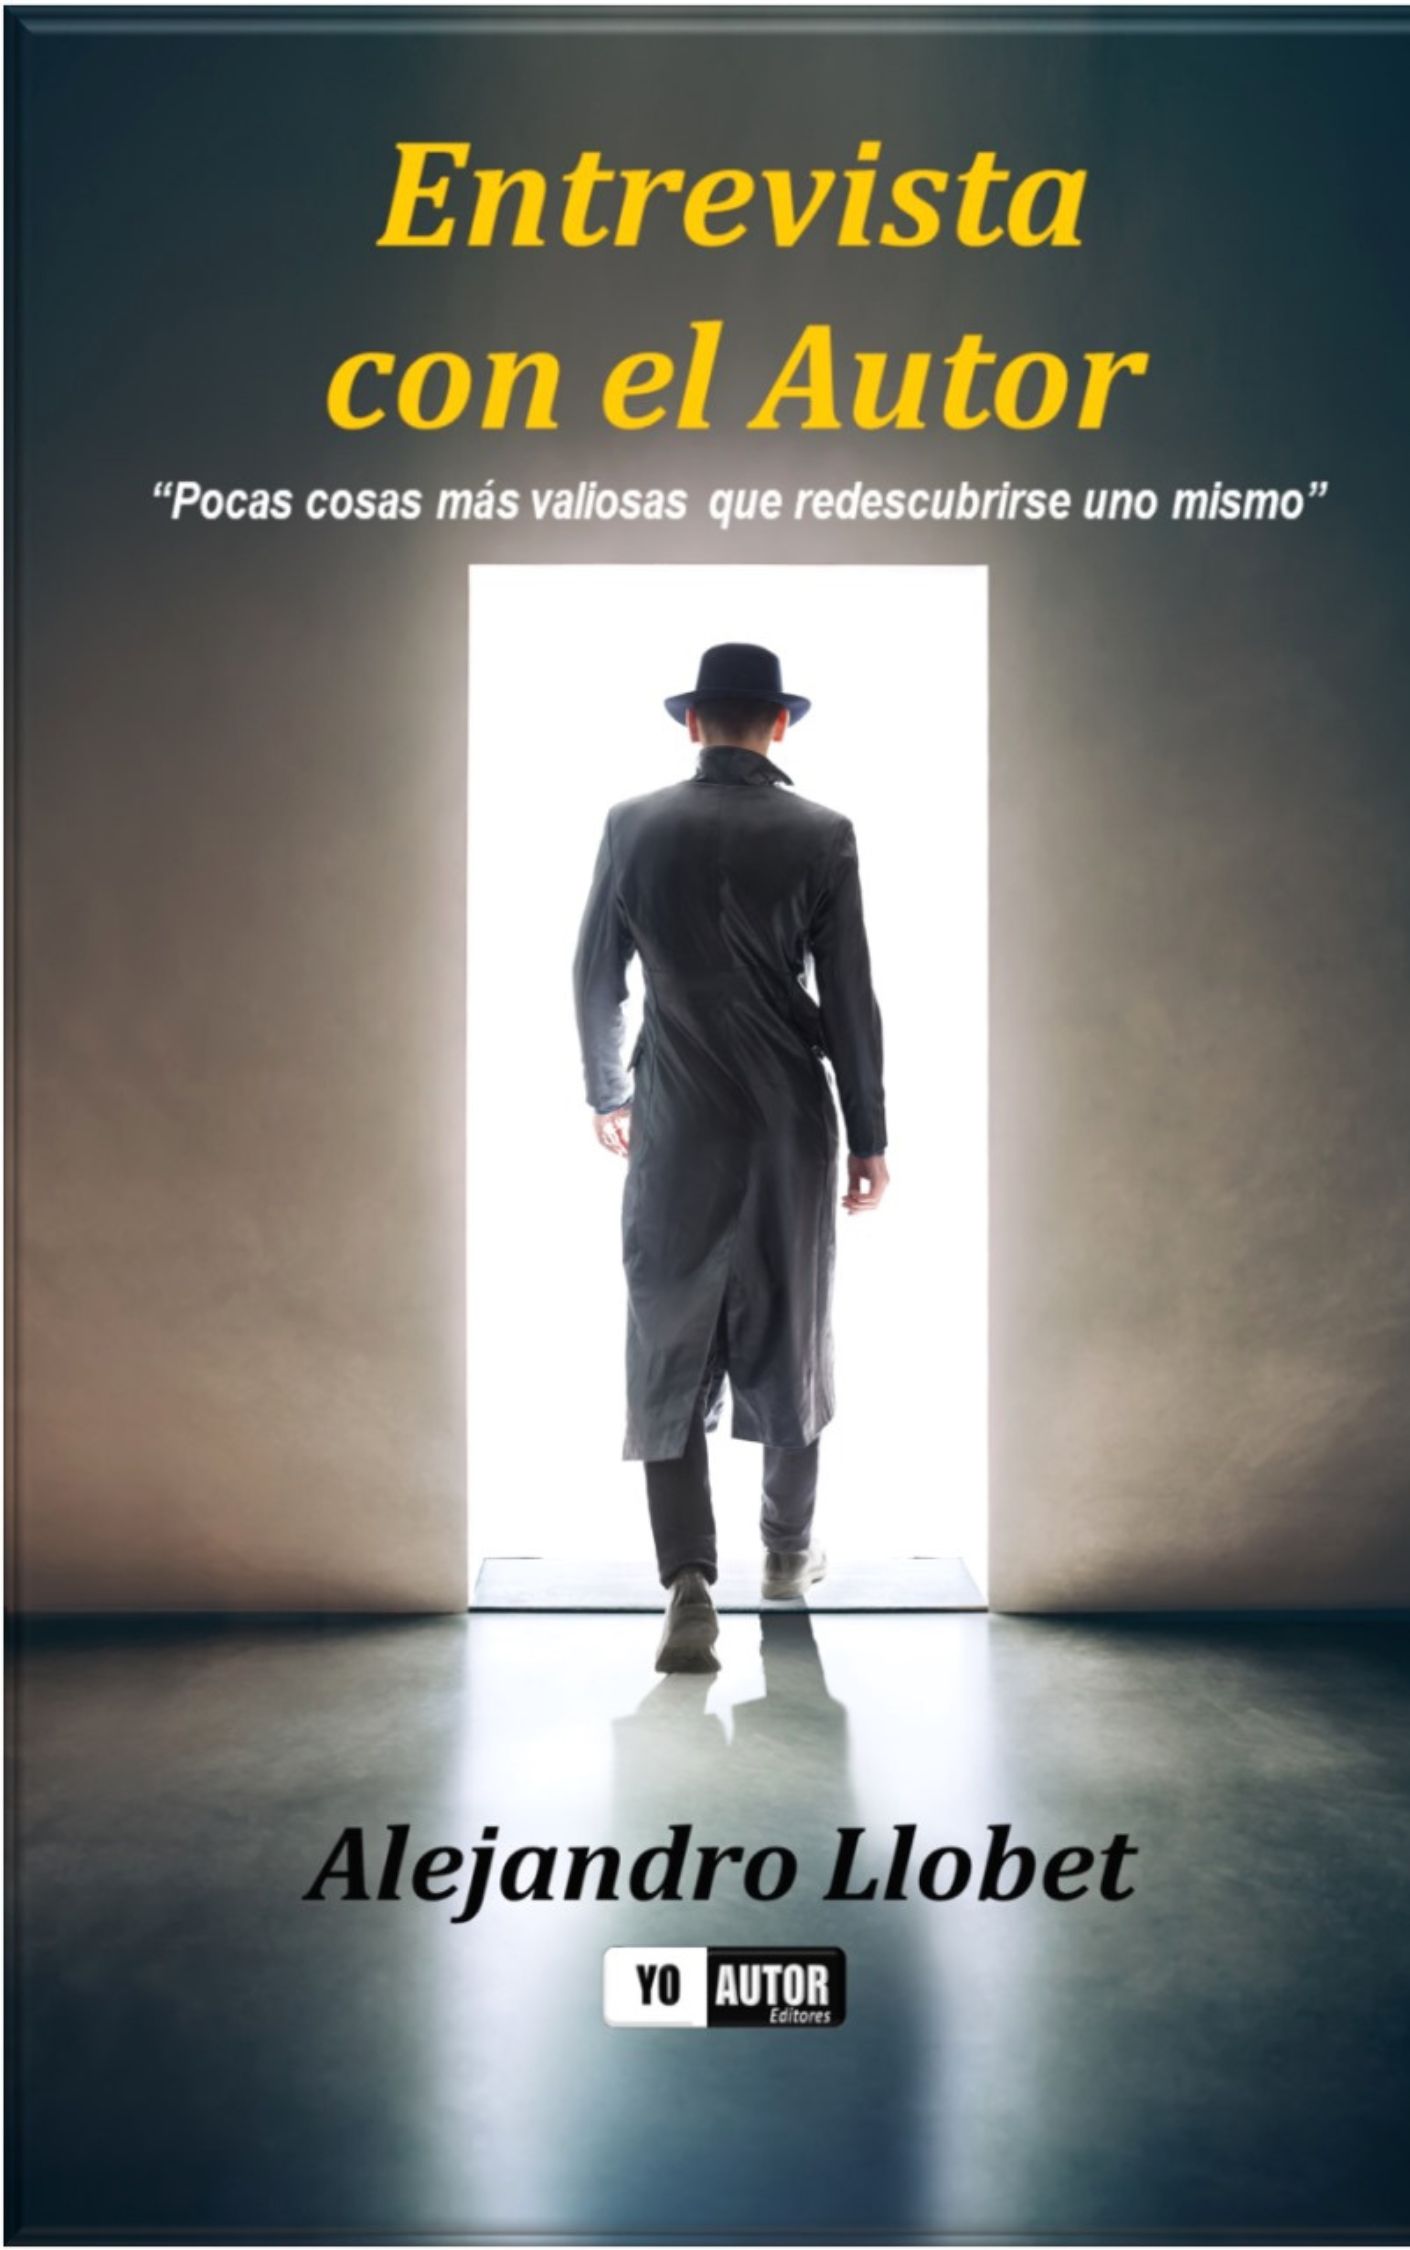 Entrevista
con el Autor
“Pocas cosas más valiosas que redescubrirse uno mismo”
Alejandro Llobet
YO AUTOR
Editores